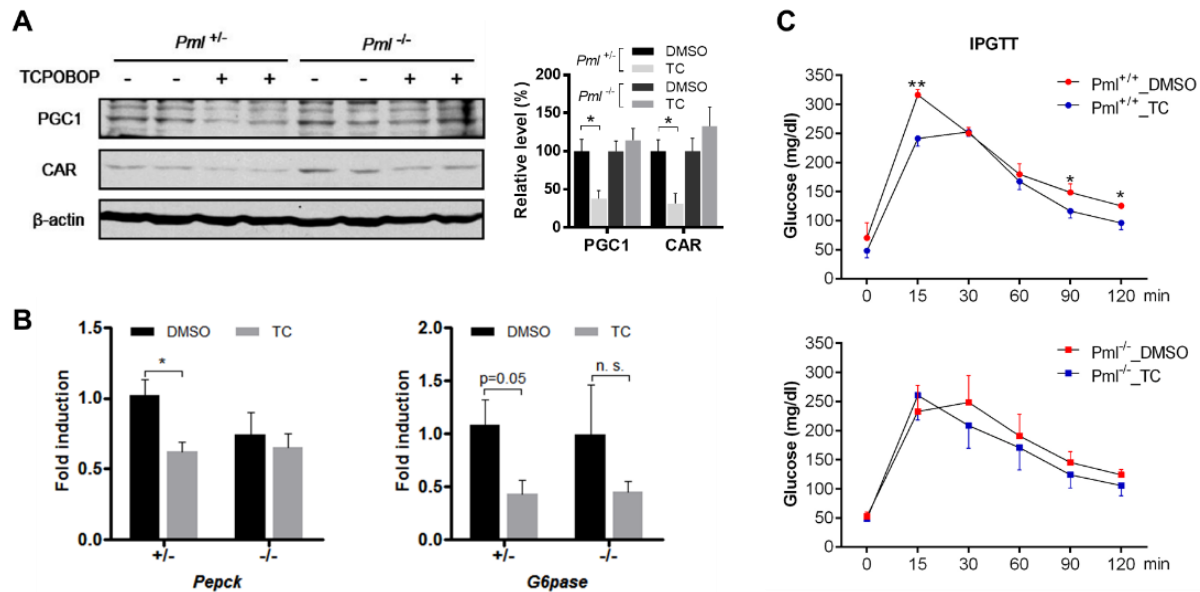 A
Pml +/-
Pml -/-
TCPOBOP
- - + + - - + +
PGC1
CAR
β-actin
Pml +/-
DMSO
TC
Pml -/-
DMSO
TC
Relative level (%)
200
150
100
50
0
*
*
PGC1
CAR
B
DMSO
TC
Fold induction
1.5
1.0
0.5
0.0
*
+/-
-/-
Pepck
DMSO
TC
Fold induction
2.0
1.5
1.0
0.5
0.0
p=0.05
n. s.
+/-
-/-
G6pase
C
IPGTT
Pml+/+_DMSO
Pml+/+_TC
Glucose (mg/dl)
350
300
250
200
150
100
50
0
**
*
*
0 15 30 60 90 120 min
Pml-/-_DMSO
Pml-/-_TC
Glucose (mg/dl)
350
300
250
200
150
100
50
0
0 15 30 60 90 120 min